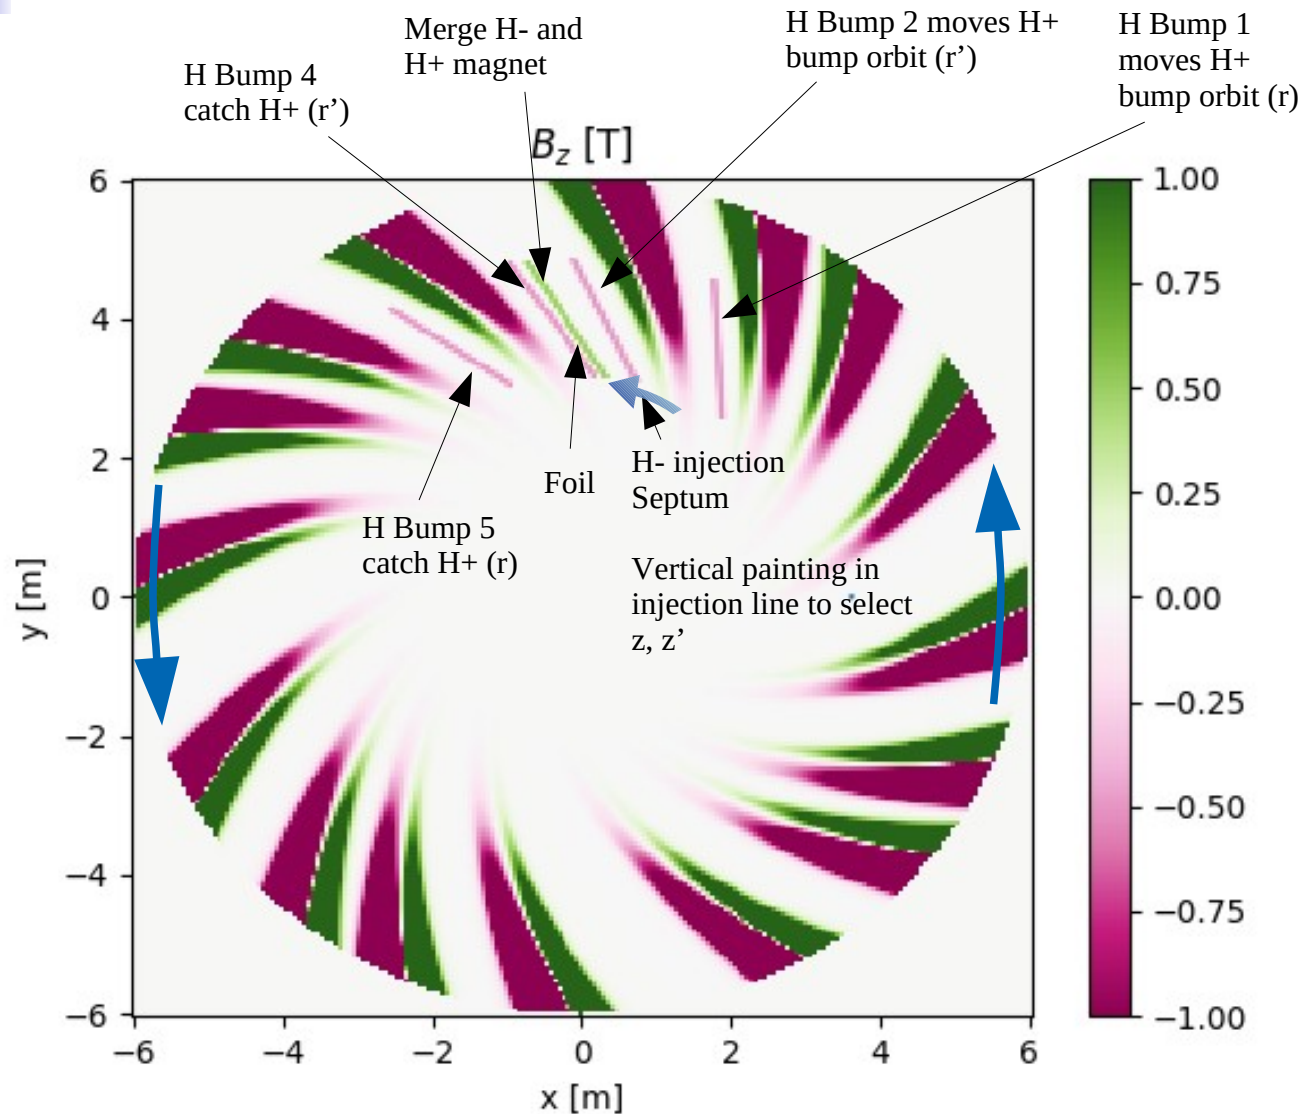 Merge H- and
H+ magnet
H Bump 2 moves H+
bump orbit (r’)
H Bump 1
moves H+
bump orbit (r)
H Bump 4
catch H+ (r’)
B_z [T]
6
4
2
0
−2
−4
−6
y [m]
−6
−4
−2
0
2
4
6
x [m]
Foil
H- injection
Septum
H Bump 5
catch H+ (r)
Vertical painting in
injection line to select
z, z’
1.00
0.75
0.50
0.25
0.00
−0.25
−0.50
−0.75
−1.00